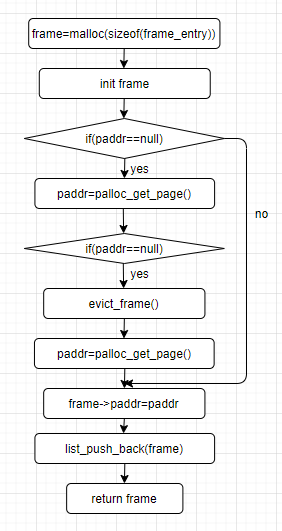 frame=malloc(sizeof(frame_entry))
init frame
if(paddr==null)
yes
paddr=palloc_get_page()
no
if(paddr==null)
yes
evict_frame()
paddr=palloc_get_page()
frame->paddr=paddr
list_push_back(frame)
return frame